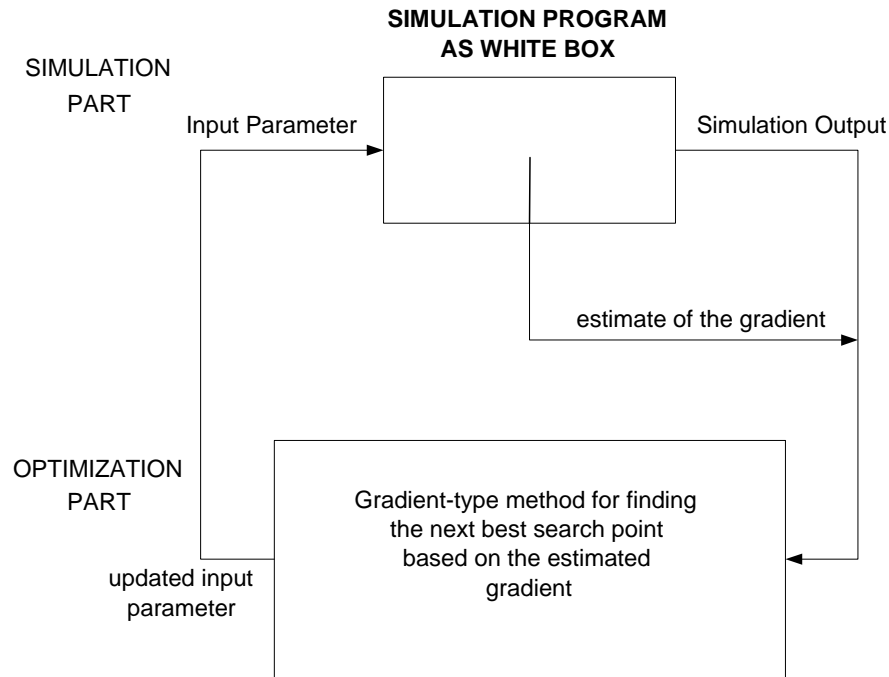 SIMULATION PROGRAM
AS WHITE BOX
SIMULATION
PART
Input Parameter
Simulation Output
estimate of the gradient
OPTIMIZATION
PART
Gradient-type method for finding
the next best search point
based on the estimated
gradient
updated input
parameter